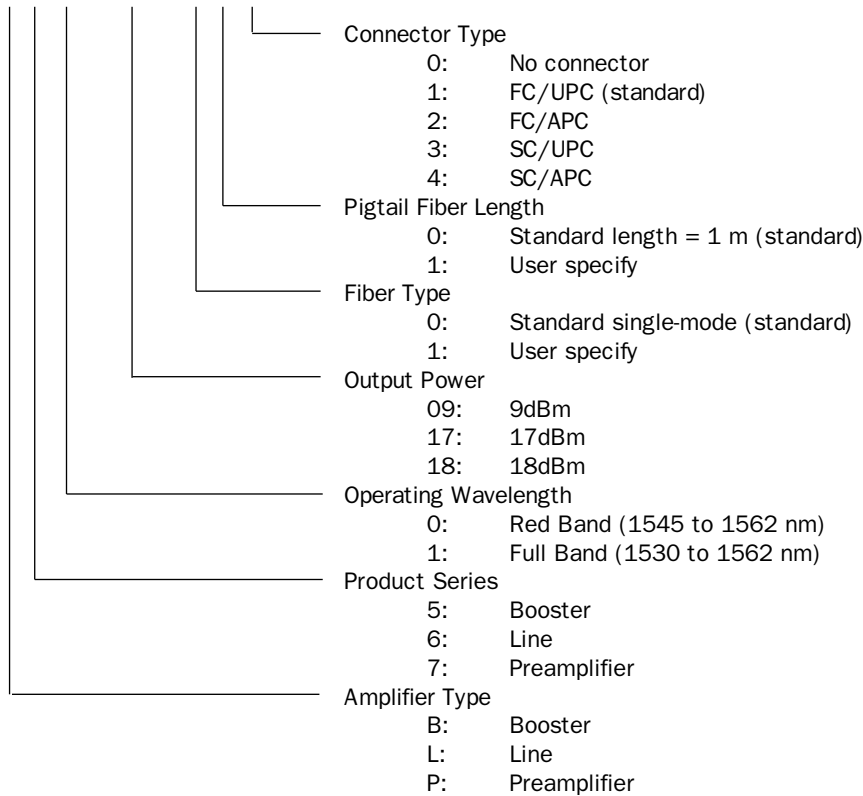 Connector Type
0: No connector
1: FC/UPC (standard)
2: FC/APC
3: SC/UPC
4: SC/APC
Pigtail Fiber Length
0: Standard length = 1 m (standard)
1: User specify
Fiber Type
0: Standard single-mode (standard)
1: User specify
Output Power
09: 9dBm
17: 17dBm
18: 18dBm
Operating Wavelength
0: Red Band (1545 to 1562 nm)
1: Full Band (1530 to 1562 nm)
Product Series
5: Booster
6: Line
7: Preamplifier
Amplifier Type
B: Booster
L: Line
P: Preamplifier